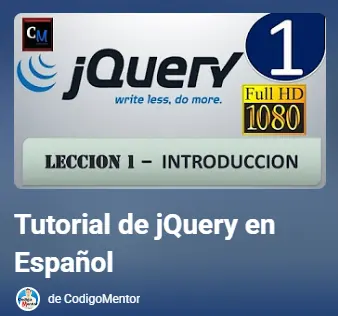 CM
jQuery
1
write less, do more.
Full HD
1080
LECCION 1 – INTRODUCCION
Tutorial de jQuery en
Español
de CodigoMentor